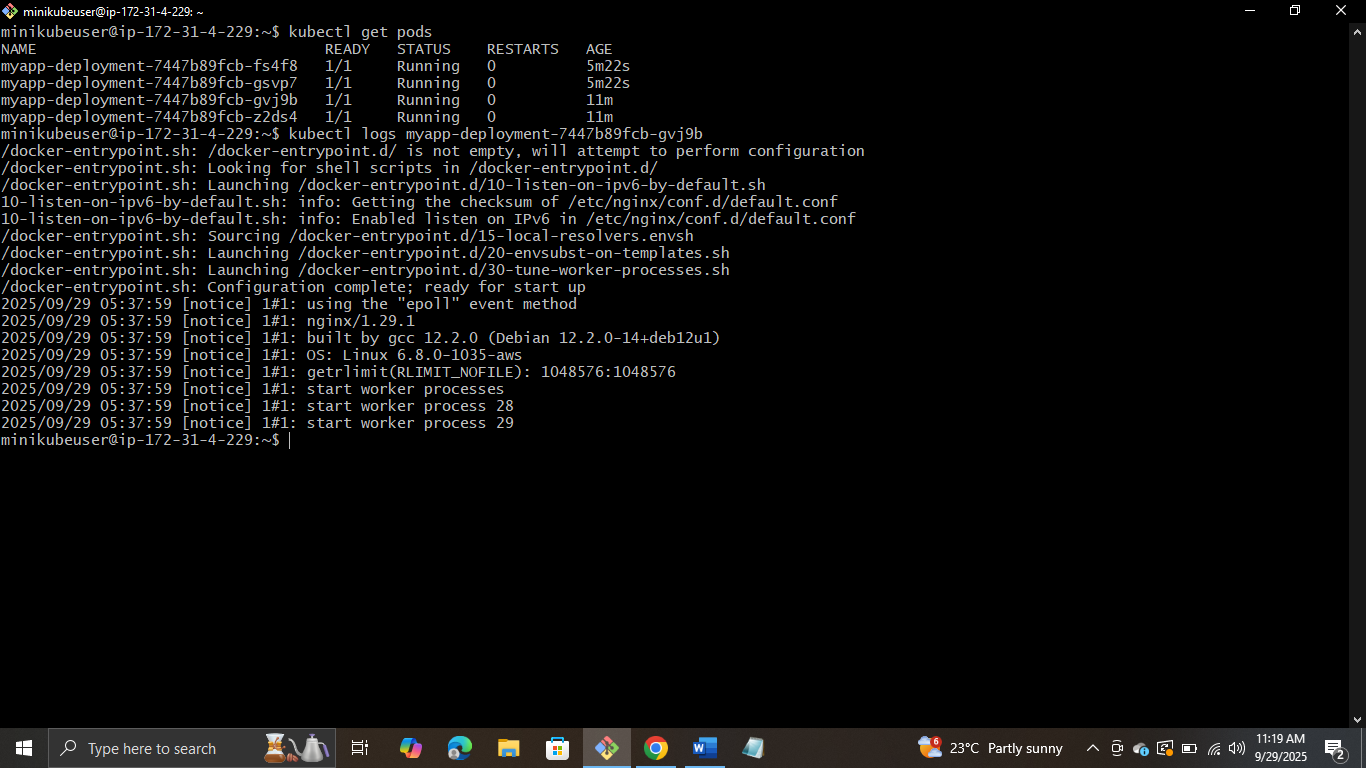 minikubeuser@ip-172-31-4-229: ~
minikubeuser@ip-172-31-4-229:~$ kubectl get pods
NAME                                READY   STATUS    RESTARTS   AGE
myapp-deployment-7447b89fcb-fs4f8   1/1     Running   0          5m22s
myapp-deployment-7447b89fcb-gsvp7   1/1     Running   0          5m22s
myapp-deployment-7447b89fcb-gvj9b   1/1     Running   0          11m
myapp-deployment-7447b89fcb-z2ds4   1/1     Running   0          11m
minikubeuser@ip-172-31-4-229:~$ kubectl logs myapp-deployment-7447b89fcb-gvj9b
/docker-entrypoint.sh: /docker-entrypoint.d/ is not empty, will attempt to perform configuration
/docker-entrypoint.sh: Looking for shell scripts in /docker-entrypoint.d/
/docker-entrypoint.sh: Launching /docker-entrypoint.d/10-listen-on-ipv6-by-default.sh
10-listen-on-ipv6-by-default.sh: info: Getting the checksum of /etc/nginx/conf.d/default.conf
10-listen-on-ipv6-by-default.sh: info: Enabled listen on IPv6 in /etc/nginx/conf.d/default.conf
/docker-entrypoint.sh: Sourcing /docker-entrypoint.d/15-local-resolvers.envsh
/docker-entrypoint.sh: Launching /docker-entrypoint.d/20-envsubst-on-templates.sh
/docker-entrypoint.sh: Launching /docker-entrypoint.d/30-tune-worker-processes.sh
/docker-entrypoint.sh: Configuration complete; ready for start up
2025/09/29 05:37:59 [notice] 1#1: using the "epoll" event method
2025/09/29 05:37:59 [notice] 1#1: nginx/1.29.1
2025/09/29 05:37:59 [notice] 1#1: built by gcc 12.2.0 (Debian 12.2.0-14+deb12u1)
2025/09/29 05:37:59 [notice] 1#1: OS: Linux 6.8.0-1035-aws
2025/09/29 05:37:59 [notice] 1#1: getrlimit(RLIMIT_NOFILE): 1048576:1048576
2025/09/29 05:37:59 [notice] 1#1: start worker processes
2025/09/29 05:37:59 [notice] 1#1: start worker process 28
2025/09/29 05:37:59 [notice] 1#1: start worker process 29
minikubeuser@ip-172-31-4-229:~$
Type here to search
6
23°C Partly sunny
11:19 AM
9/29/2025
2